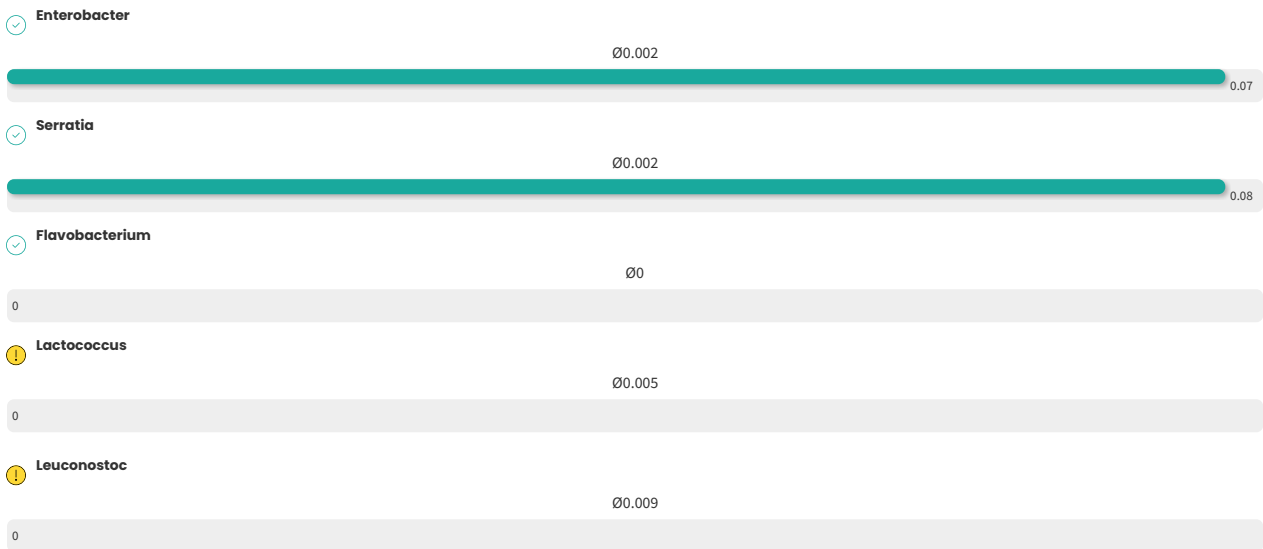 Enterobacter
Ø0.002
0.07
Serratia
Ø0.002
0.08
Flavobacterium
Ø0
0
Lactococcus
Ø0.005
0
Leuconostoc
Ø0.009
0